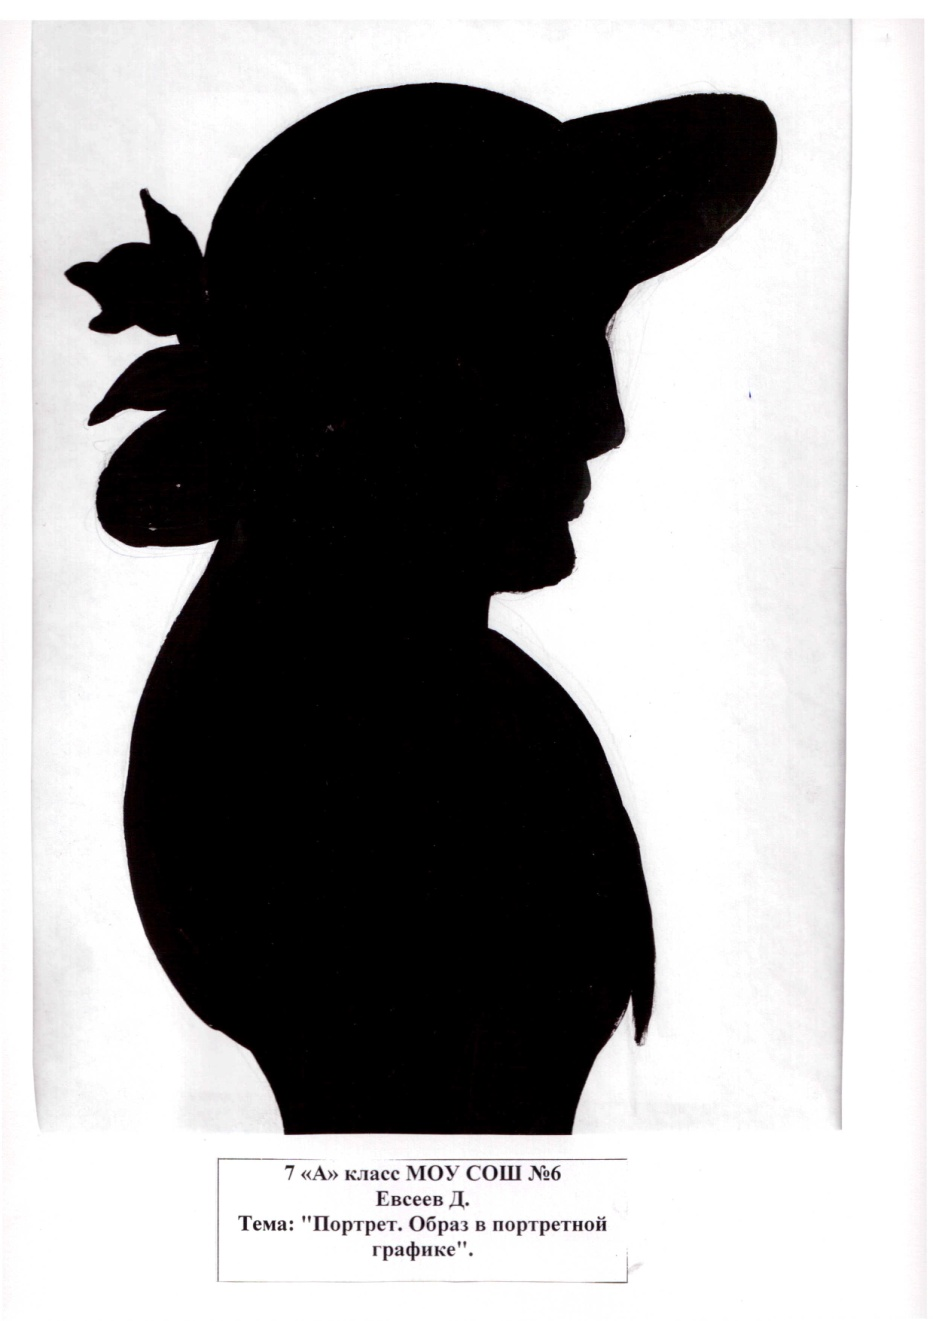 7 «А» класс МОУ СОШ №6
Евсеев Д.
Тема: "Портрет. Образ в портретной
графике".